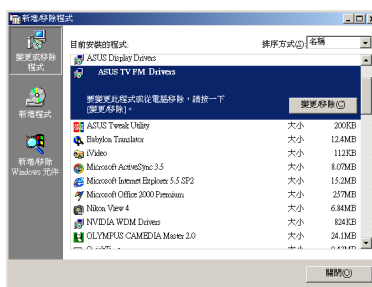 新增/移除程式
變更或移除
程式
新增程式
新增/移除
Windows 元件
目前安裝的程式:
排序方式(S):
名稱
ASUS Display Drivers
ASUS TV FM Drivers
要變更此程式或從電腦移除，請按一下
[變更/移除]。
變更/移除(C)
ASUS Tweak Utility 大小 200KB
Babylon Translator 大小 12.4MB
iVideo 大小 112KB
Microsoft ActiveSync 3.5 大小 8.07MB
Microsoft Internet Explorer 5.5 SP2 大小 15.2MB
Microsoft Office 2000 Premium 大小 257MB
Nikon View 4 大小 6.84MB
NVIDIA WDM Drivers 大小 824KB
OLYMPUS CAMEDIA Master 2.0 大小 24.1MB
關閉(O)